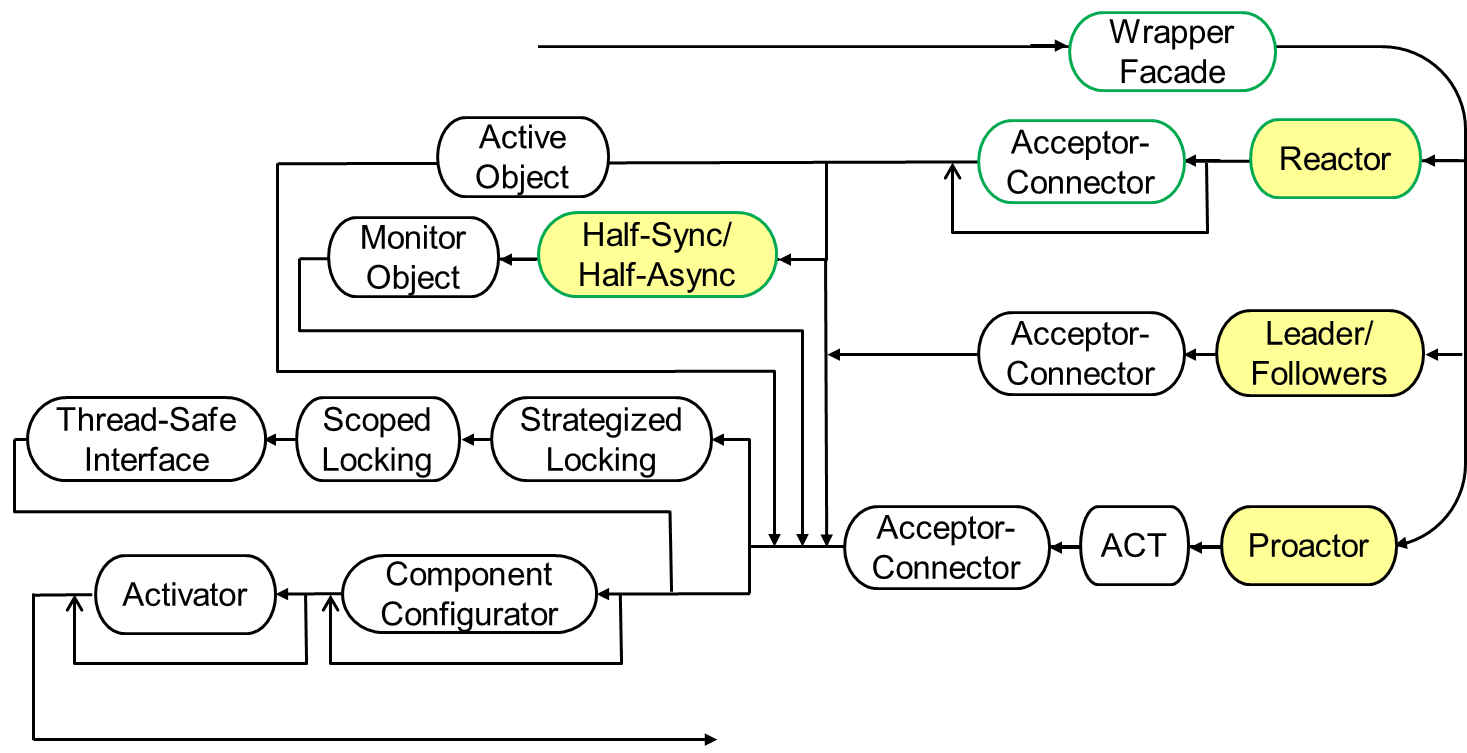 Wrapper
Facade
Active
Object
Acceptor-
Connector
Reactor
Monitor
Object
Half-Sync/
Half-Async
Acceptor-
Connector
Leader/
Followers
Thread-Safe
Interface
Scoped
Locking
Strategized
Locking
Acceptor-
Connector
ACT
Proactor
Activator
Component
Configurator